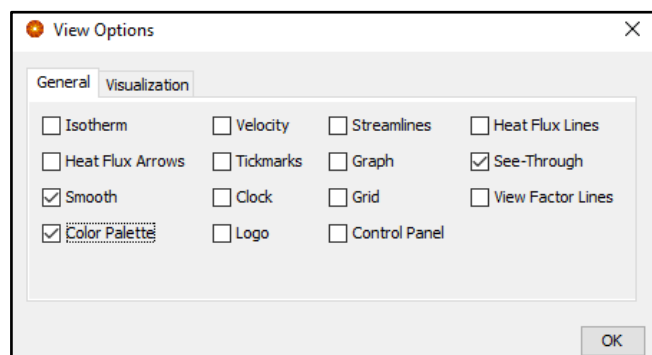 View Options
General Visualization
Isotherm Velocity Streamlines Heat Flux Lines
Heat Flux Arrows Tickmarks Graph See-Through
Smooth Clock Grid View Factor Lines
Color Palette Logo Control Panel
OK